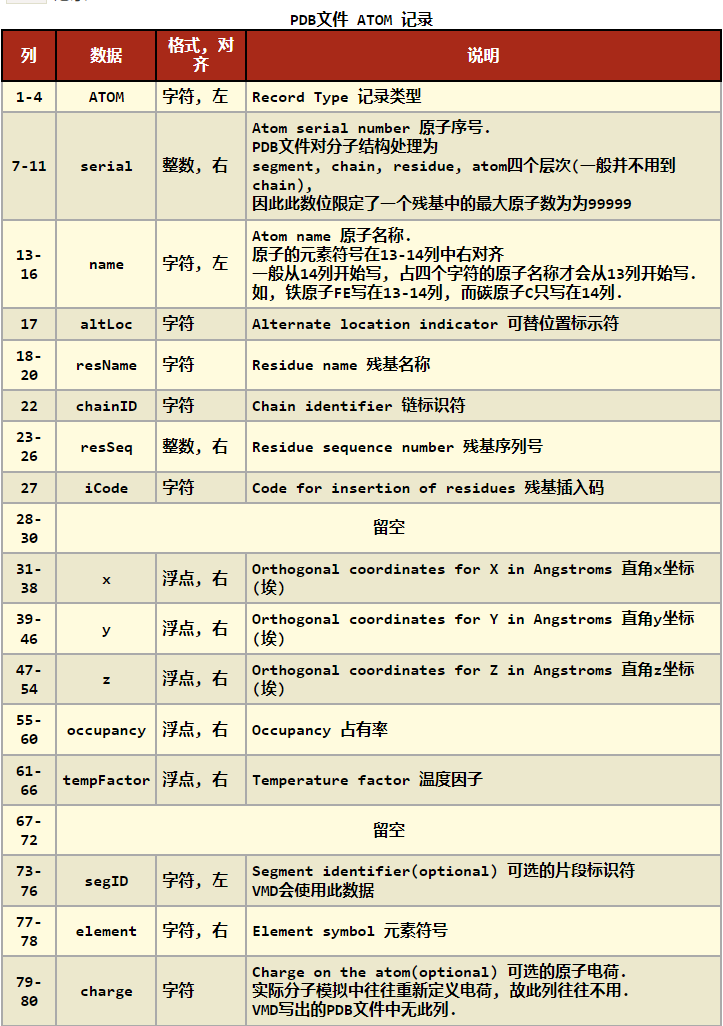 PDB文件 ATOM 记录
列 数据 格式，对齐 说明
1-4 ATOM 字符，左 Record Type 记录类型
7-11 serial 整数，右 Atom serial number 原子序号．
PDB文件对分子结构处理为
segment, chain, residue, atom四个层次(一般并不用到
chain),
因此此数位限定了一个残基中的最大原子数为为99999
13-16 name 字符，左 Atom name 原子名称．
原子的元素符号在13-14列中右对齐
一般从14列开始写，占四个字符的原子名称才会从13列开始写．
如，铁原子FE写在13-14列，而碳原子C只写在14列．
17 altLoc 字符 Alternate location indicator 可替位置标示符
18-20 resName 字符 Residue name 残基名称
22 chainID 字符 Chain identifier 链标识符
23-26 resSeq 整数，右 Residue sequence number 残基序列号
27 iCode 字符 Code for insertion of residues 残基插入码
28-30 留空
31-38 x 浮点，右 Orthogonal coordinates for X in Angstroms 直角x坐标
(埃)
39-46 y 浮点，右 Orthogonal coordinates for Y in Angstroms 直角y坐标
(埃)
47-54 z 浮点，右 Orthogonal coordinates for Z in Angstroms 直角z坐标
(埃)
55-60 occupancy 浮点，右 Occupancy 占有率
61-66 tempFactor 浮点，右 Temperature factor 温度因子
67-72 留空
73-76 segID 字符，左 Segment identifier(optional) 可选的片段标识符
VMD会使用此数据
77-78 element 字符，右 Element symbol 元素符号
79-80 charge 字符 Charge on the atom(optional) 可选的原子电荷．
实际分子模拟中往往重新定义电荷，故此列往往不用．
VMD写出的PDB文件中无此列．